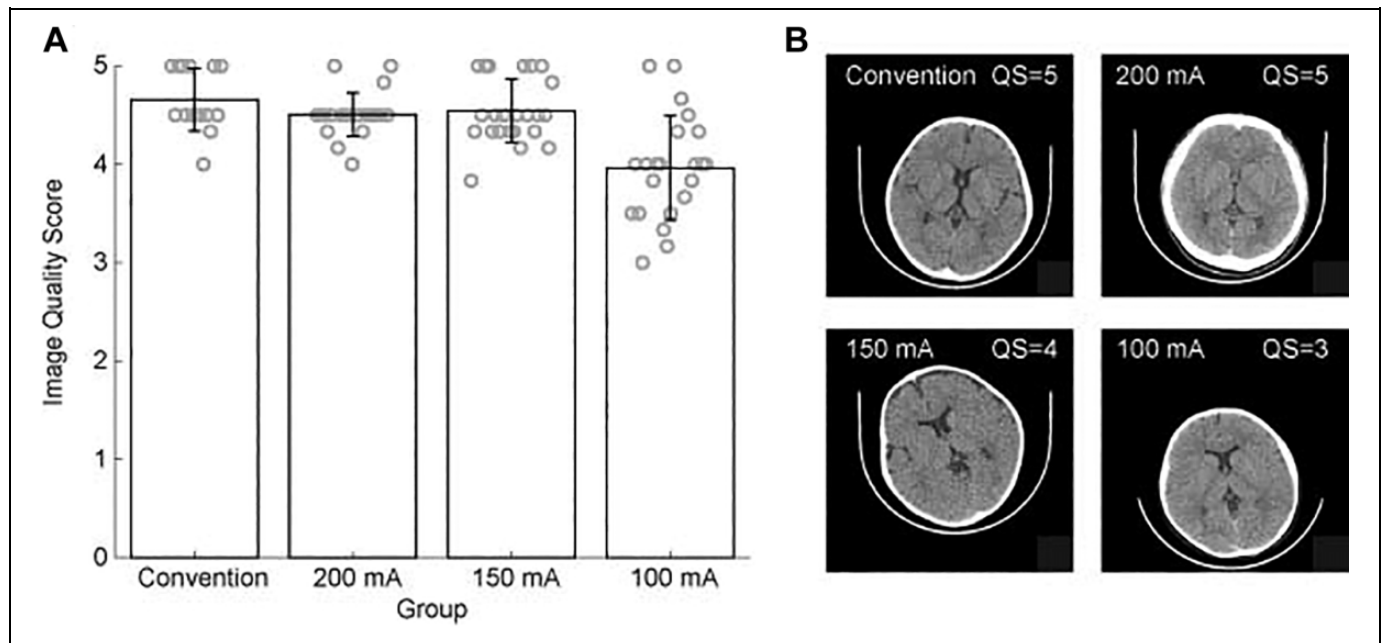 A
Image Quality Score
5
4
3
2
1
0
Convention 200 mA 150 mA 100 mA
Group
B
Convention QS=5
200 mA QS=5
150 mA QS=4
100 mA QS=3